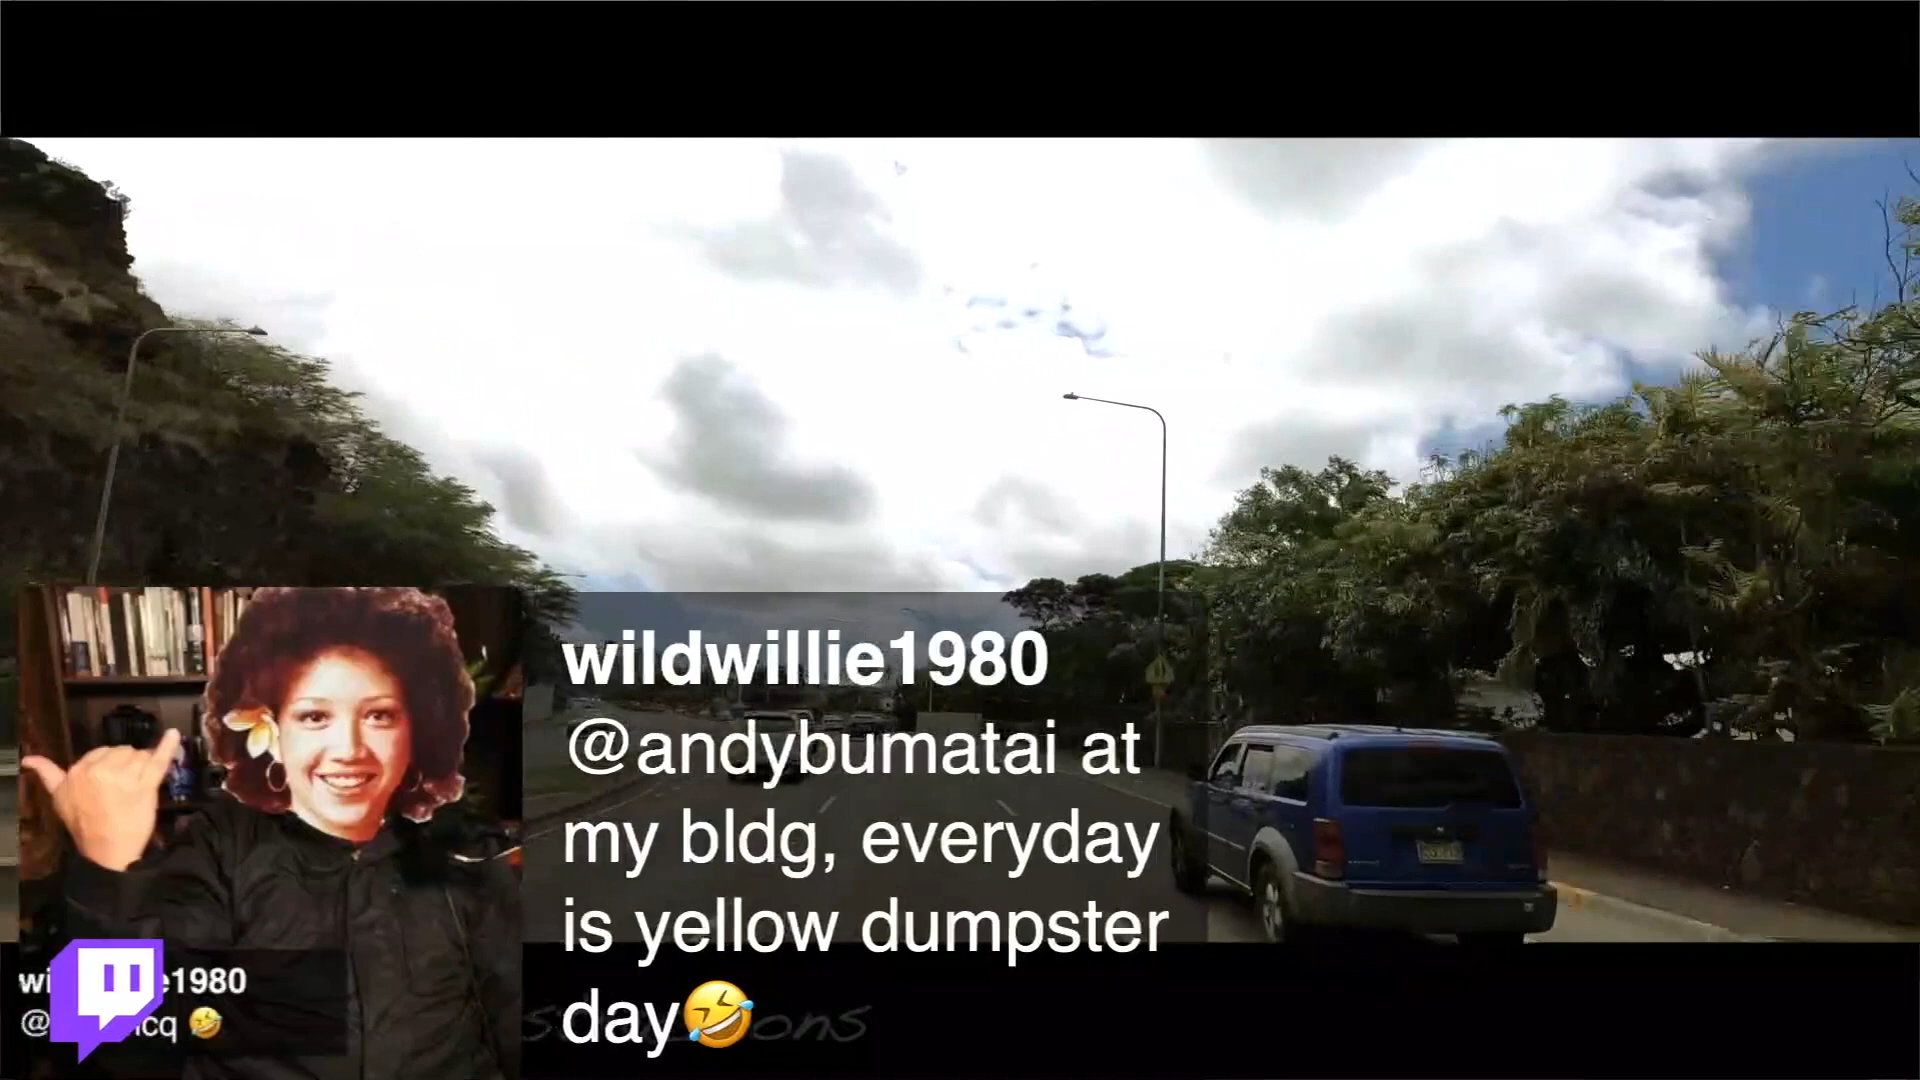 wildwillie1980
@andybumatai at
my bldg, everyday
is yellow dumpster
day🤣